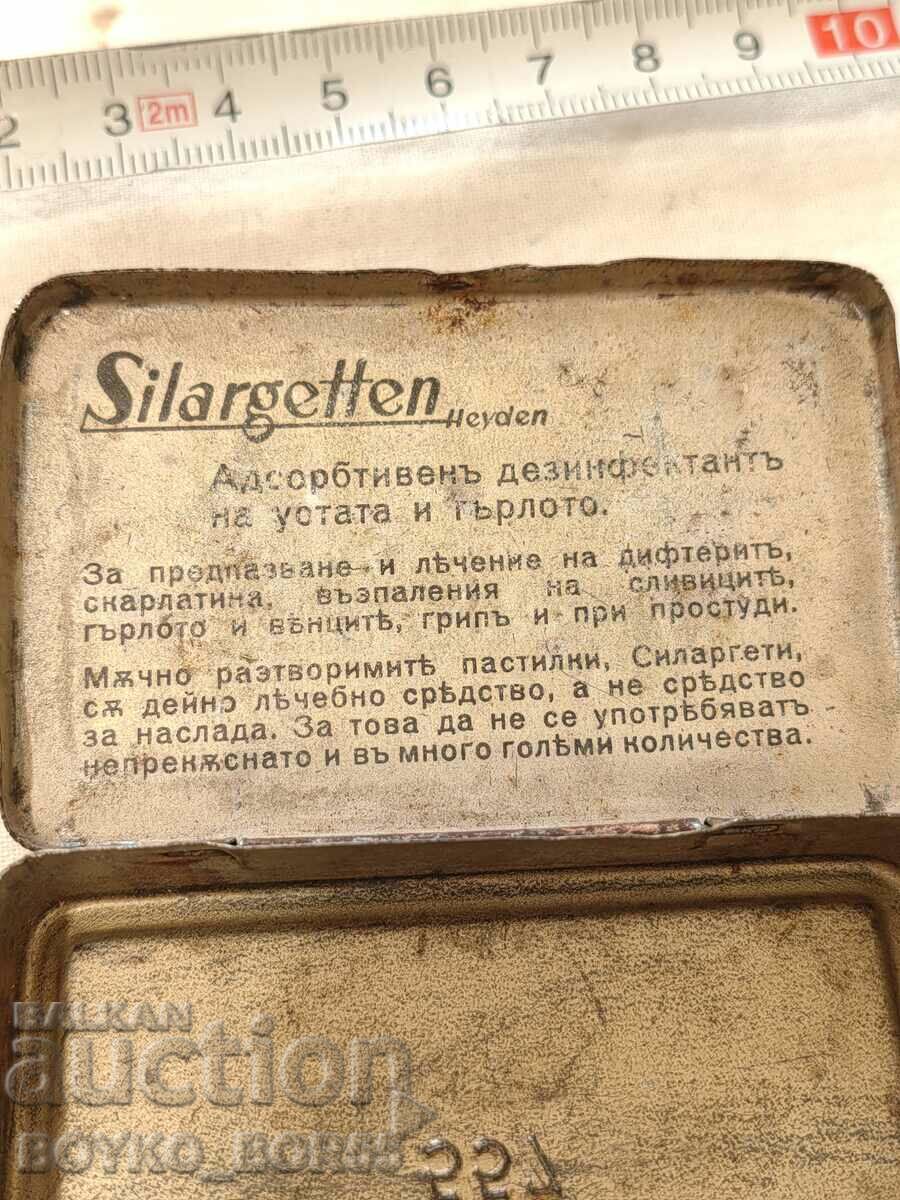 2 3 2m 4 5 6 7 8 9 10
Silargetten Heyden
Адсорбтивенъ дезинфектантъ
на устата и гърлото.
За предпазване и лѣчение на дифтеритъ,
скарлатина, възпаления на сливицитѣ,
гърлото и вѣнцитѣ, грипъ и при простуди.
Мѫчно разтворимитѣ пастилки, Силаргети,
сѫ дейно лѣчебно срѣдство, а не срѣдство
за наслада. За това да не се употрѣбяватъ
непрекѫснато и въ много голѣми количества.
BALKAN
auction
BOYKO_BORIS